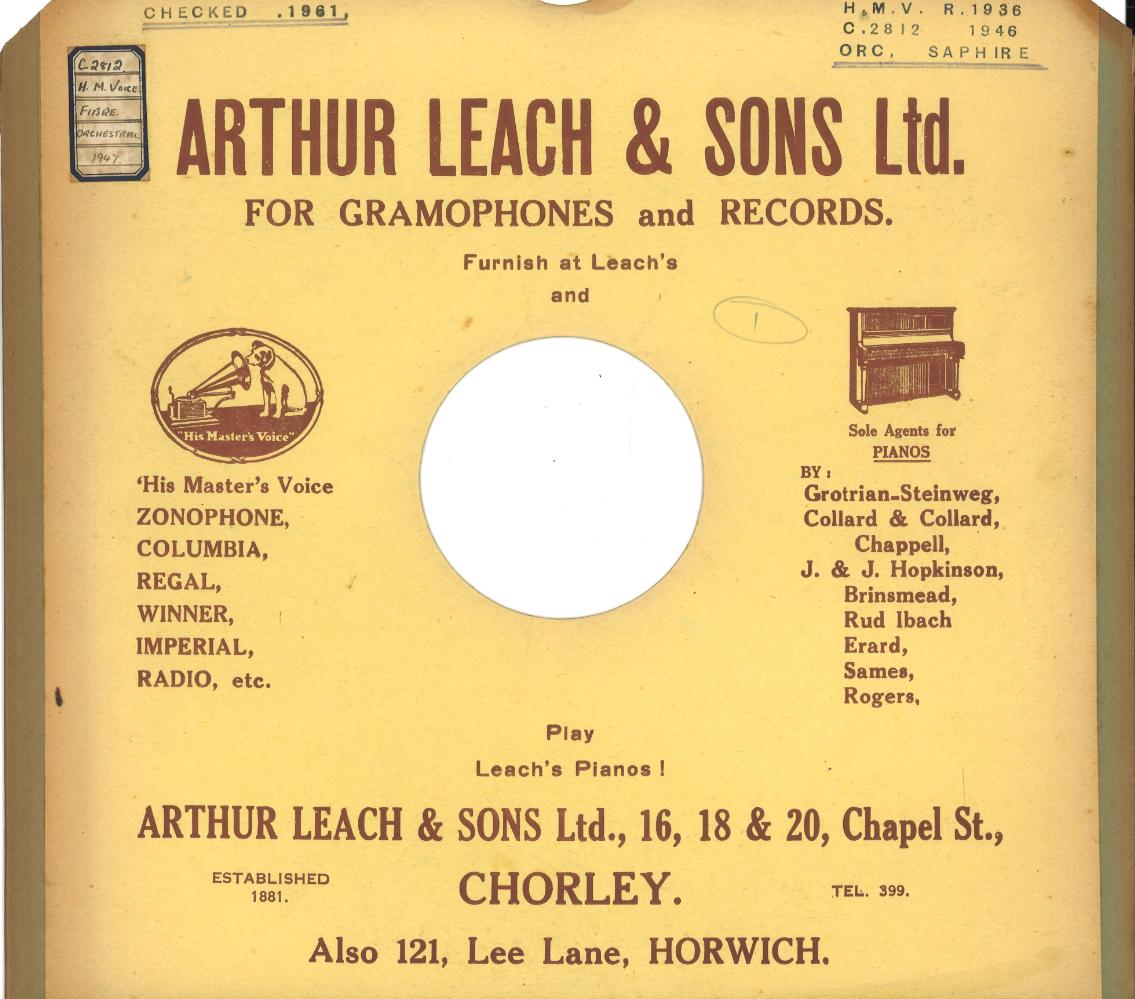 CHECKED .1961,
H.M.V. R.1936
C.2812 1946
ORC, SAPHIRE
C2812
H. M. VOICE
FIBRE
ORCHESTRAL
1947.
ARTHUR LEACH & SONS Ltd.
FOR GRAMOPHONES and RECORDS.
Furnish at Leach's
and
1
"His Master's Voice"
'His Master's Voice
ZONOPHONE,
COLUMBIA,
REGAL,
WINNER,
IMPERIAL,
RADIO, etc.
Sole Agents for
PIANOS
BY:
Grotrian-Steinweg,
Collard & Collard,
Chappell,
J. & J. Hopkinson,
Brinsmead,
Rud Ibach
Erard,
Sames,
Rogers,
Play
Leach's Pianos!
ARTHUR LEACH & SONS Ltd., 16, 18 & 20, Chapel St.,
ESTABLISHED
1881.
CHORLEY.
TEL. 399.
Also 121, Lee Lane, HORWICH.